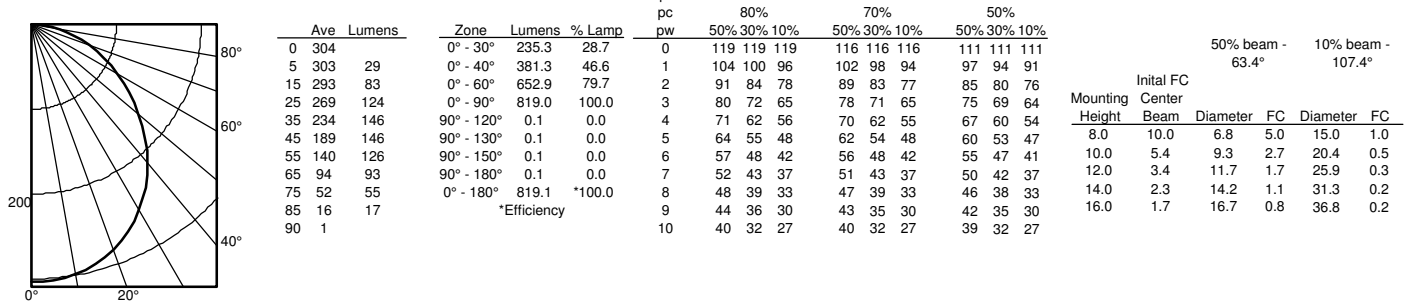 80°
60°
200
40°
0° 20°
Ave Lumens
0 304
5 303 29
15 293 83
25 269 124
35 234 146
45 189 146
55 140 126
65 94 93
75 52 55
85 16 17
90 1
Zone Lumens % Lamp
0° - 30° 235.3 28.7
0° - 40° 381.3 46.6
0° - 60° 652.9 79.7
0° - 90° 819.0 100.0
90° - 120° 0.1 0.0
90° - 130° 0.1 0.0
90° - 150° 0.1 0.0
90° - 180° 0.1 0.0
0° - 180° 819.1 *100.0
*Efficiency
pc 80% 70% 50%
pw 50% 30% 10% 50% 30% 10% 50% 30% 10%
0 119 119 119 116 116 116 111 111 111
1 104 100 96 102 98 94 97 94 91
2 91 84 78 89 83 77 85 80 76
3 80 72 65 78 71 65 75 69 64
4 71 62 56 70 62 55 67 60 54
5 64 55 48 62 54 48 60 53 47
6 57 48 42 56 48 42 55 47 41
7 52 43 37 51 43 37 50 42 37
8 48 39 33 47 39 33 46 38 33
9 44 36 30 43 35 30 42 35 30
10 40 32 27 40 32 27 39 32 27
50% beam - 10% beam -
63.4° 107.4°
Inital FC
Mounting Center
Height Beam Diameter FC Diameter FC
8.0 10.0 6.8 5.0 15.0 1.0
10.0 5.4 9.3 2.7 20.4 0.5
12.0 3.4 11.7 1.7 25.9 0.3
14.0 2.3 14.2 1.1 31.3 0.2
16.0 1.7 16.7 0.8 36.8 0.2